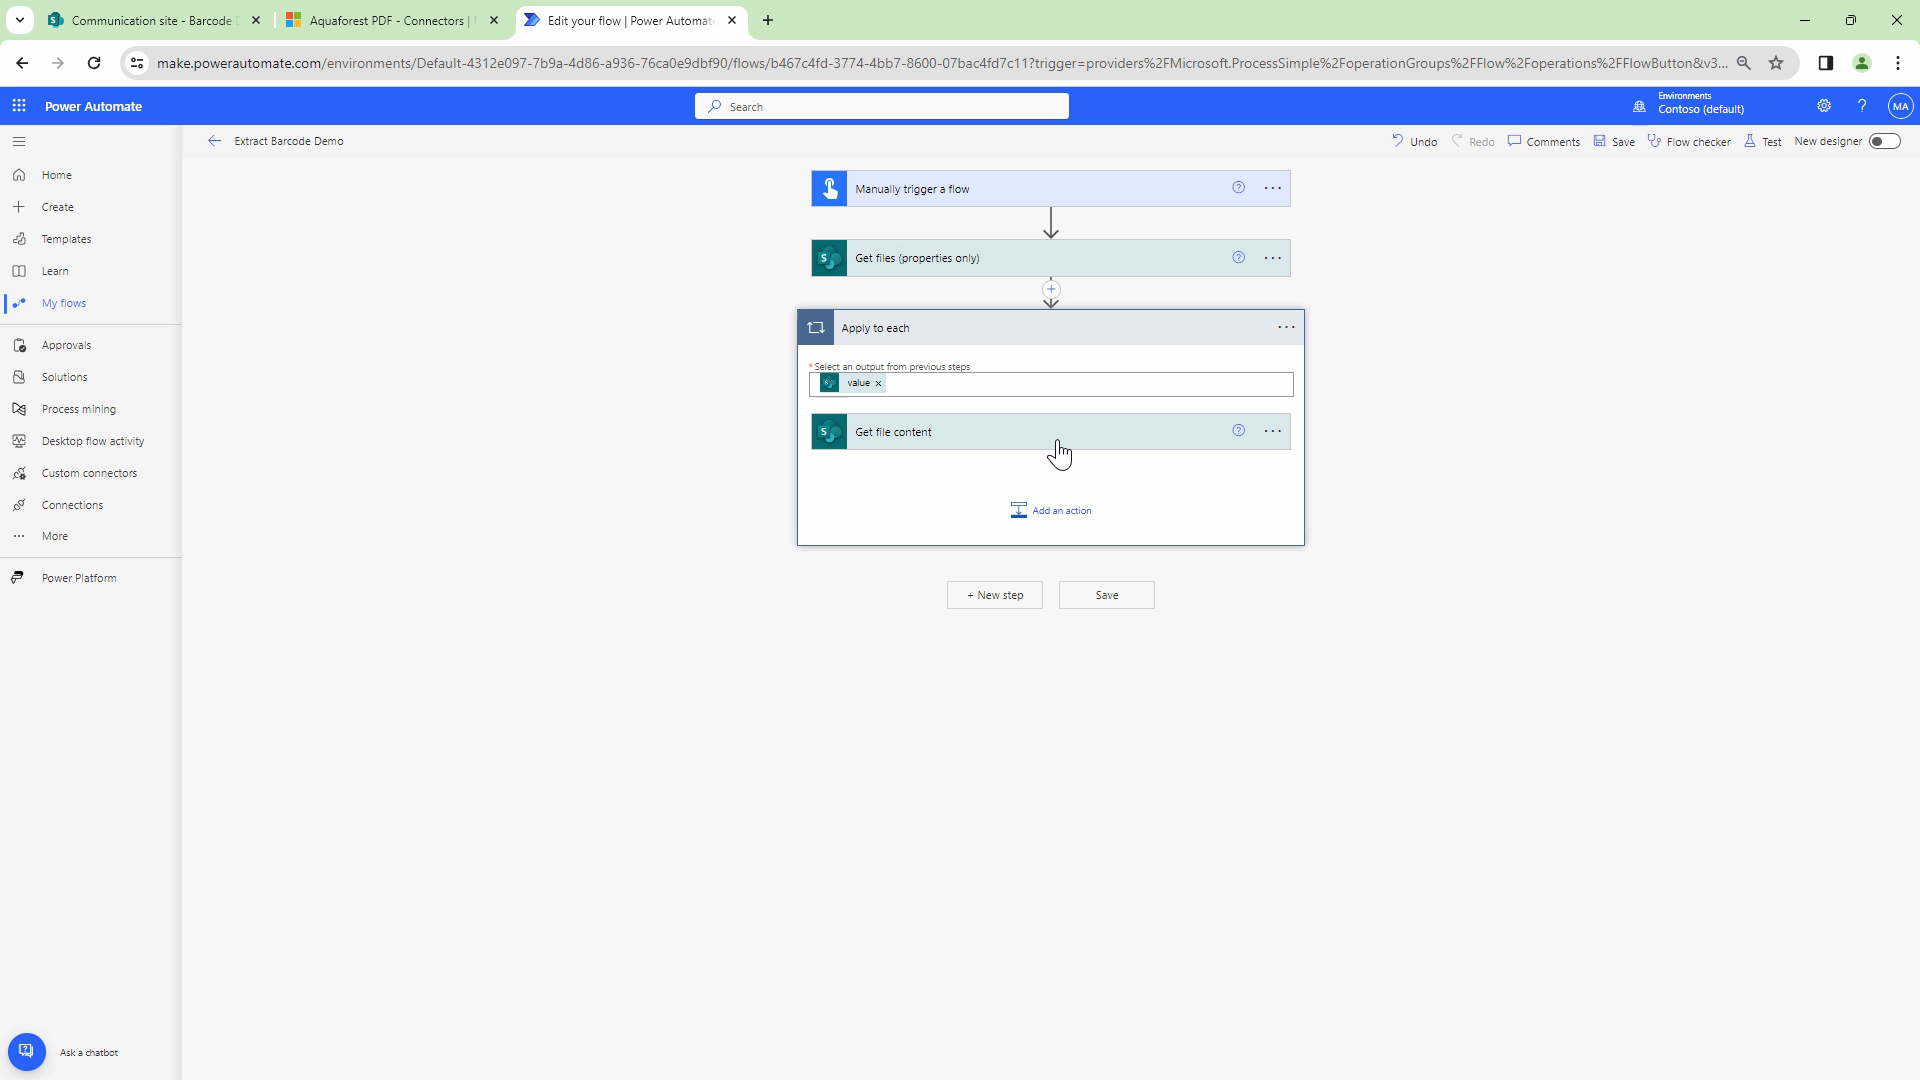 Communication site - Barcode
Aquaforest PDF - Connectors |
Edit your flow | Power Automat
make.powerautomate.com/environments/Default-4312e097-7b9a-4d86-a936-76ca0e9dbf90/flows/b467c4fd-3774-4bb7-8600-07bac4fd7c11?trigger=providers%2FMicrosoft.ProcessSimple%2FoperationGroups%2FFlow%2Foperations%2FFlowButton&v3...
Power Automate
Search
Environments
Contoso (default)
?
MA
Extract Barcode Demo
Undo
Redo
Comments
Save
Flow checker
Test
New designer
Home
Create
Templates
Learn
My flows
Approvals
Solutions
Process mining
Desktop flow activity
Custom connectors
Connections
More
Power Platform
Manually trigger a flow
Get files (properties only)
Apply to each
* Select an output from previous steps
value
Get file content
Add an action
+ New step
Save
Ask a chatbot